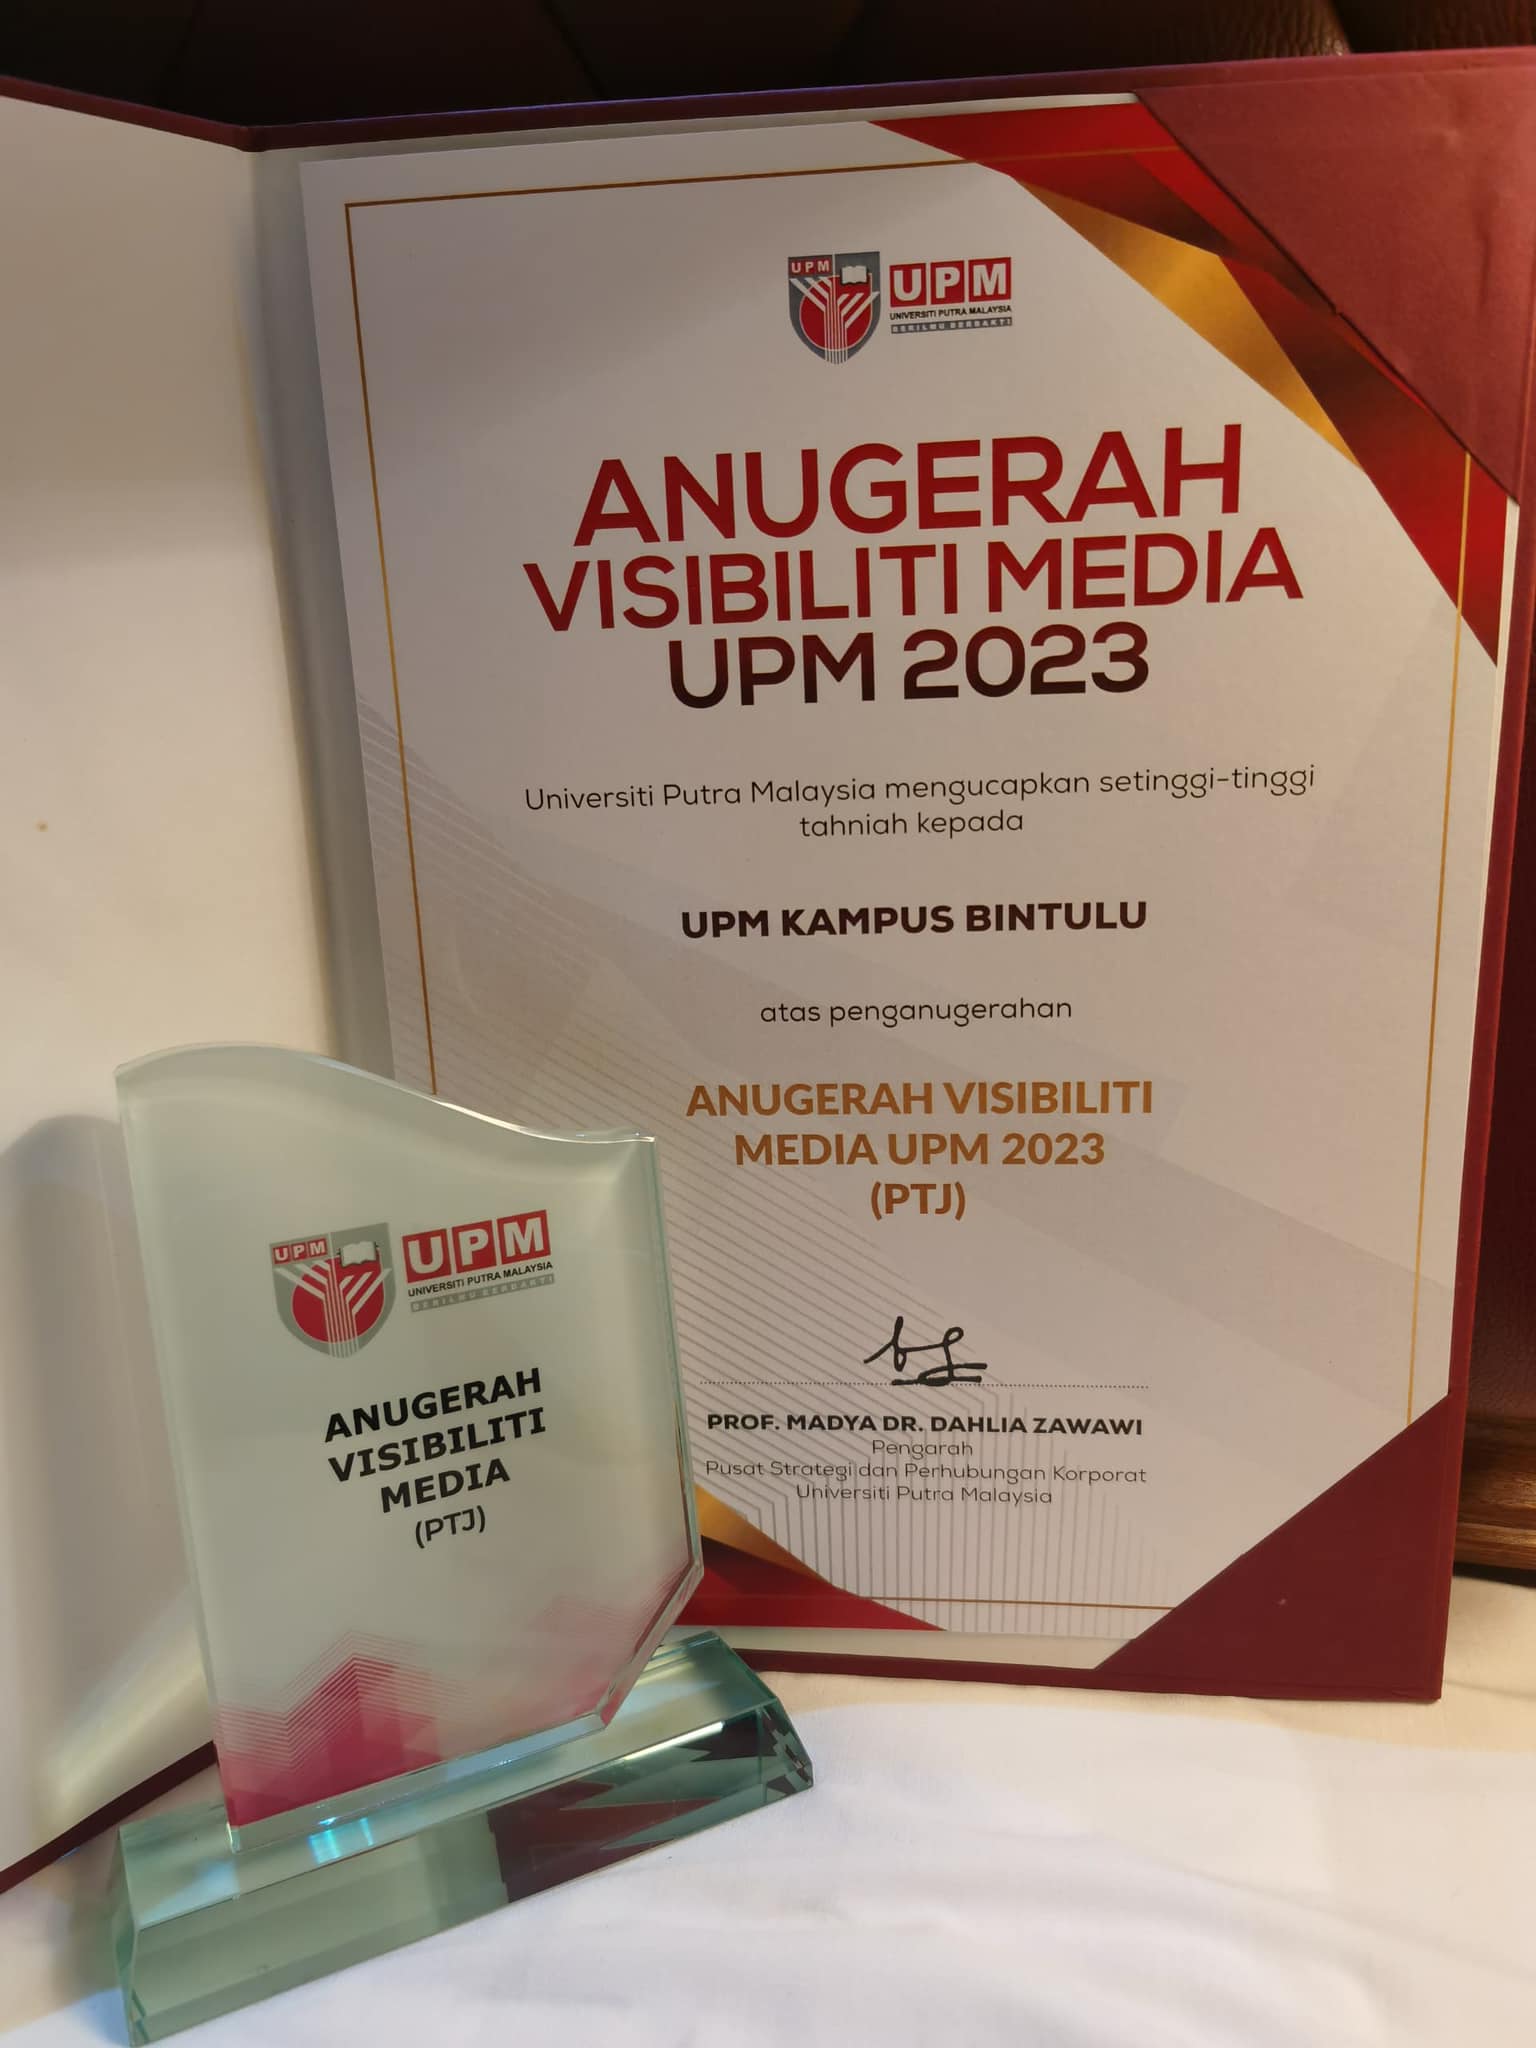 UPM
UPM
UNIVERSITI PUTRA MALAYSIA
BERILMU BERBAKTI
ANUGERAH
VISIBILITI MEDIA
UPM 2023
Universiti Putra Malaysia mengucapkan setinggi-tinggi
tahniah kepada
UPM KAMPUS BINTULU
atas penganugerahan
ANUGERAH VISIBILITI
MEDIA UPM 2023
(PTJ)
PROF. MADYA DR. DAHLIA ZAWAWI
Pengarah
Pusat Strategi dan Perhubungan Korporat
Universiti Putra Malaysia
UPM
UPM
UNIVERSITI PUTRA MALAYSIA
BERILMU BERBAKTI
ANUGERAH
VISIBILITI
MEDIA
(PTJ)